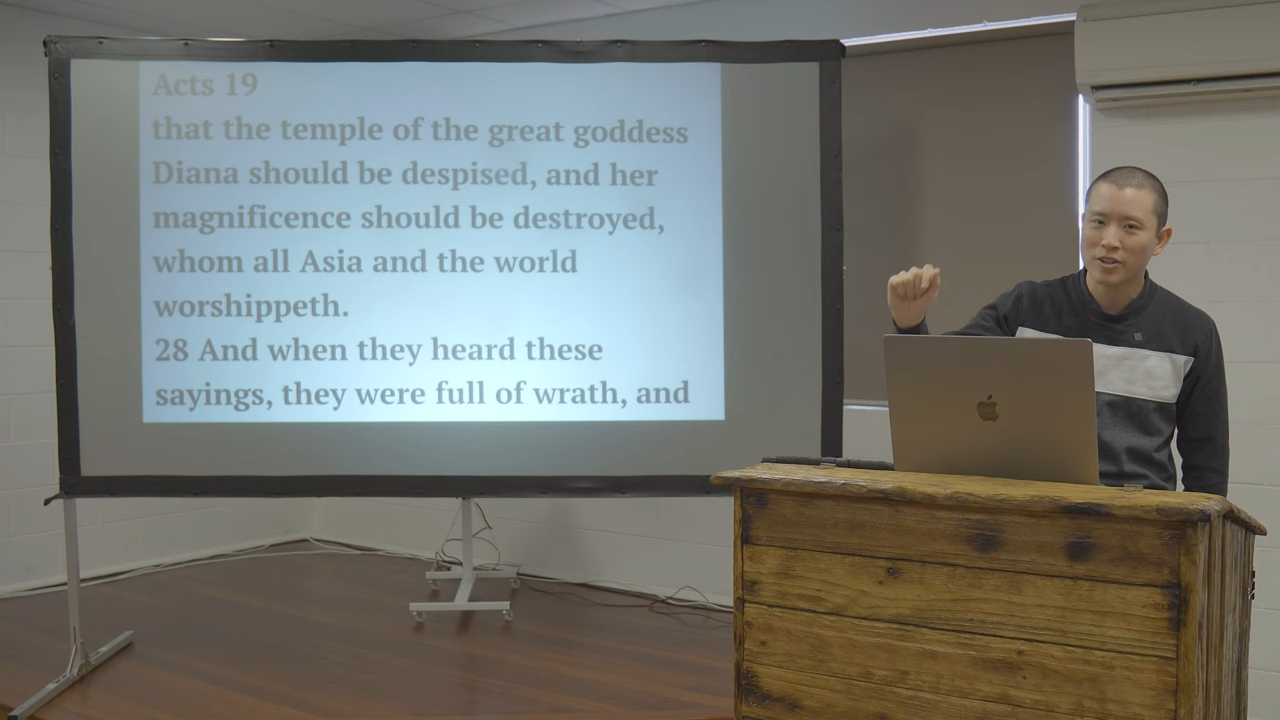 Acts 19
that the temple of the great goddess
Diana should be despised, and her
magnificence should be destroyed,
whom all Asia and the world
worshippeth.
28 And when they heard these
sayings, they were full of wrath, and